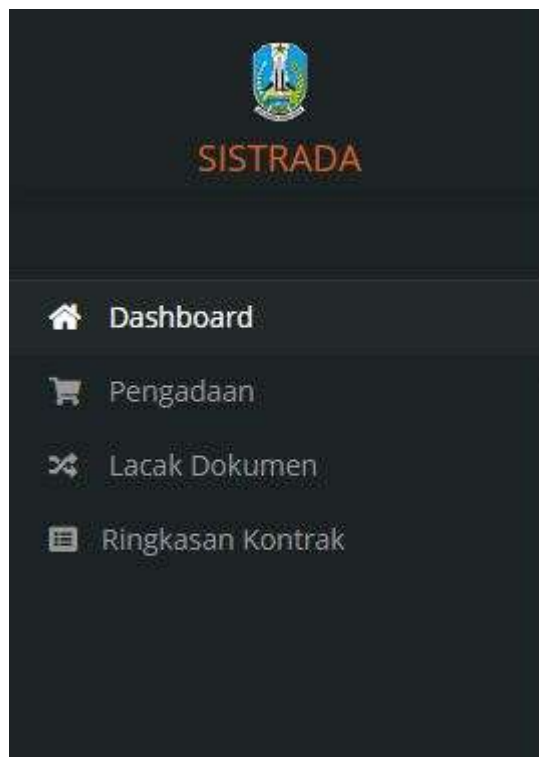 SISTRADA
Dashboard
Pengadaan
Lacak Dokumen
Ringkasan Kontrak